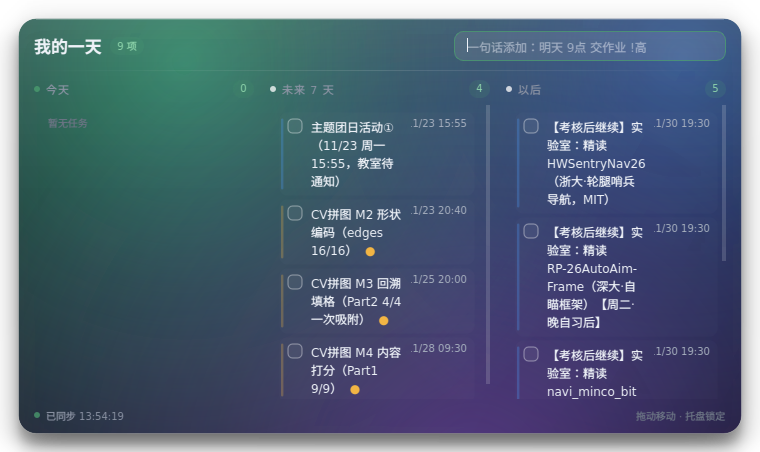 我的一天 9 项
一句话添加：明天 9点 交作业 !高
今天 0
暂无任务
未来 7 天 4
主题团日活动① 1/23 15:55
（11/23 周一
15:55，教室待
通知）
CV拼图 M2 形状 1/23 20:40
编码（edges
16/16）
CV拼图 M3 回溯 1/25 20:00
填格（Part2 4/4
一次吸附）
CV拼图 M4 内容 1/28 09:30
打分（Part1
9/9）
以后 5
【考核后继续】实 1/30 19:30
验室：精读
HWSentryNav26
（浙大·轮腿哨兵
导航，MIT）
【考核后继续】实 1/30 19:30
验室：精读
RP-26AutoAim-
Frame（深大·自
瞄框架）【周二·
晚自习后】
【考核后继续】实 1/30 19:30
验室：精读
navi_minco_bit
已同步 13:54:19
拖动移动 · 托盘锁定